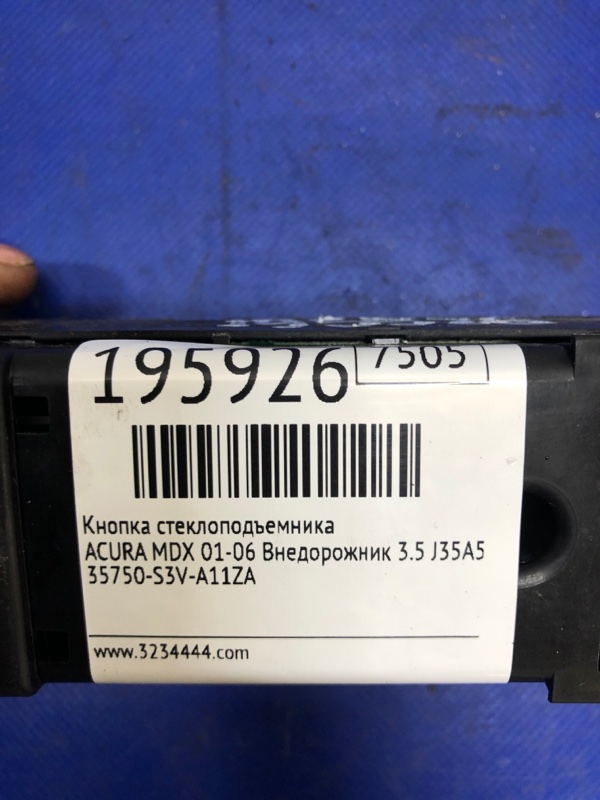 195926 7505
Кнопка стеклоподъемника
ACURA MDX 01-06 Внедорожник 3.5 J35A5
35750-S3V-A11ZA
www.3234444.com